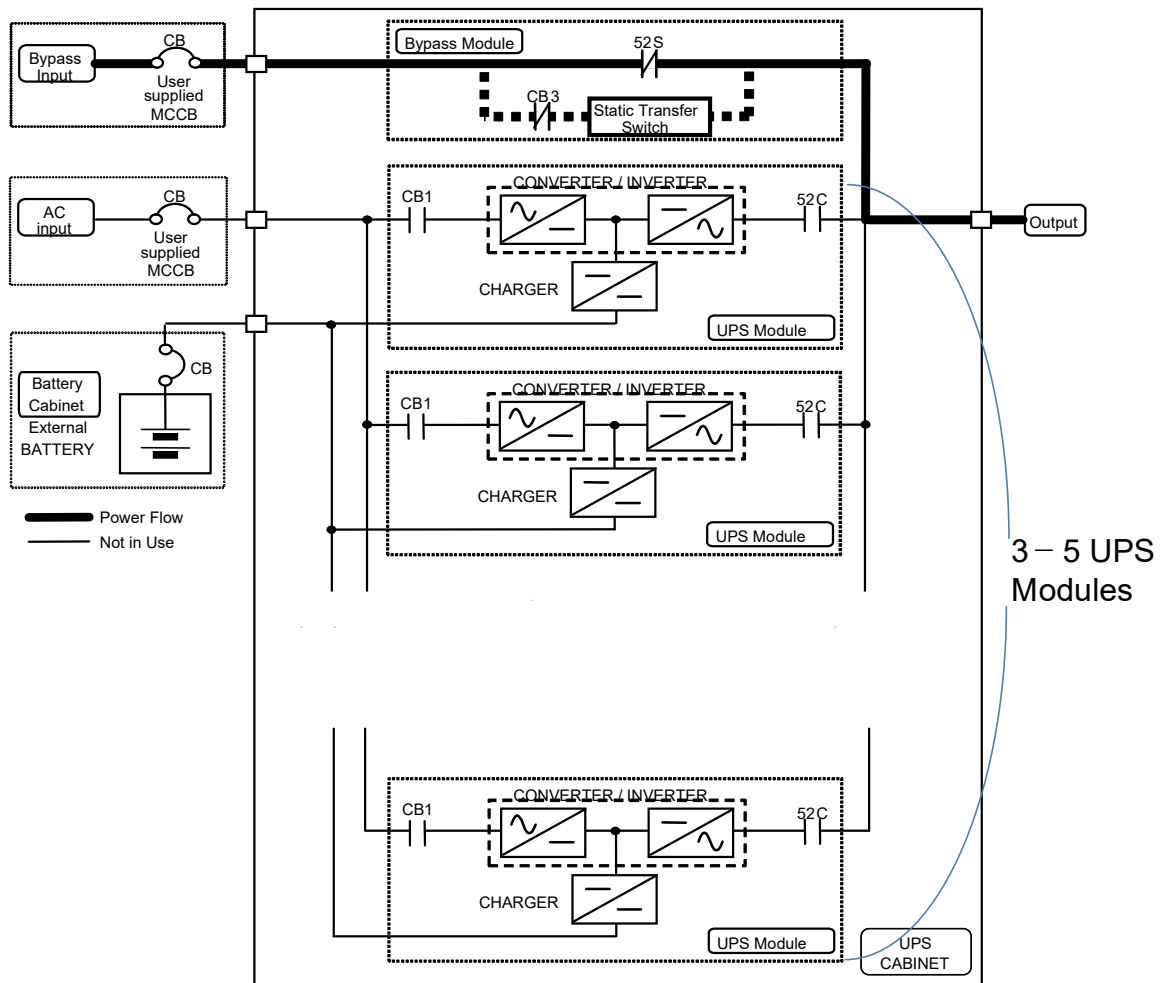 Bypass
Input
CB
User
supplied
MCCB
Bypass Module
52S
CB3
Static Transfer
Switch
AC
input
CB
User
supplied
MCCB
CONVERTER / INVERTER
CB1
52C
CHARGER
UPS Module
Output
Battery
Cabinet
External
BATTERY
CB
CONVERTER / INVERTER
CB1
52C
CHARGER
UPS Module
Power Flow
Not in Use
3 – 5 UPS
Modules
CONVERTER / INVERTER
CB1
52C
CHARGER
UPS Module
UPS
CABINET